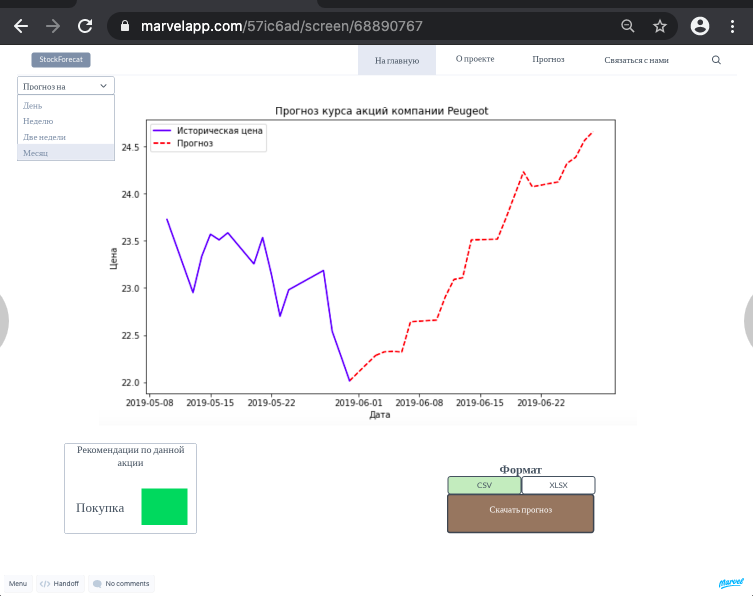 marvelapp.com/57ic6ad/screen/68890767
StockForecat
На главную
О проекте
Прогноз
Связаться с нами
Прогноз на
День
Неделю
Две недели
Месяц
Прогноз курса акций компании Peugeot
Историческая цена
Прогноз
24.5
24.0
23.5
23.0
22.5
22.0
Цена
2019-05-08 2019-05-15 2019-05-22 2019-06-01 2019-06-08 2019-06-15 2019-06-22
Дата
Рекомендации по данной
акции
Покупка
Формат
CSV XLSX
Скачать прогноз
Menu </> Handoff No comments
Marvel